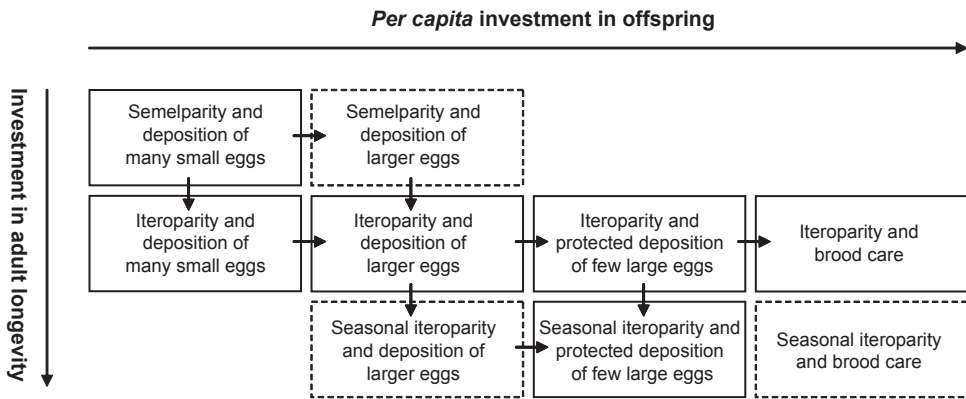 Per capita investment in offspring
Investment in adult longevity
Semelparity and
deposition of
many small eggs
Semelparity and
deposition of
larger eggs
Iteroparity and
deposition of
many small eggs
Iteroparity and
deposition of
larger eggs
Iteroparity and
protected deposition
of few large eggs
Iteroparity and
brood care
Seasonal iteroparity
and deposition of
larger eggs
Seasonal iteroparity and
protected deposition
of few large eggs
Seasonal iteroparity
and brood care